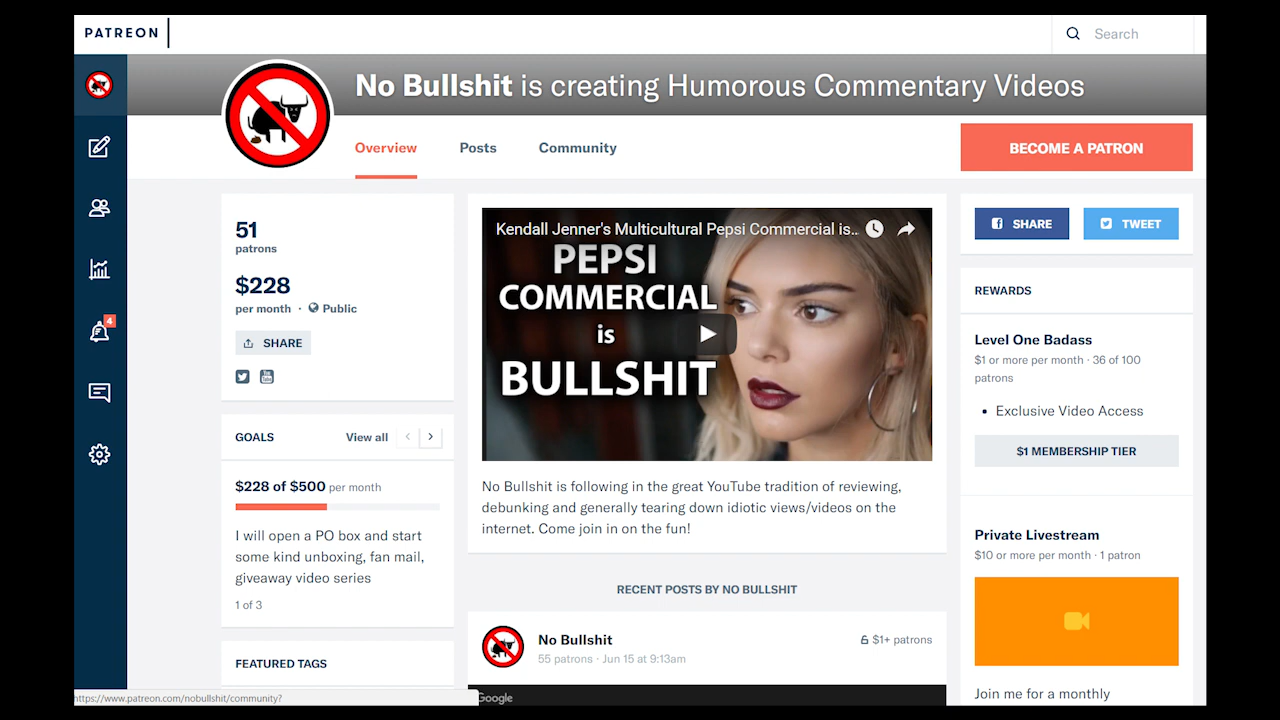 PATREON
Search
No Bullshit is creating Humorous Commentary Videos
Overview
Posts
Community
BECOME A PATRON
51
patrons
$228
per month · Public
SHARE
GOALS
View all
$228 of $500 per month
I will open a PO box and start
some kind unboxing, fan mail,
giveaway video series
1 of 3
FEATURED TAGS
https://www.patreon.com/nobullshit/community?
4
Kendall Jenner's Multicultural Pepsi Commercial is...
PEPSI
COMMERCIAL
is
BULLSHIT
No Bullshit is following in the great YouTube tradition of reviewing,
debunking and generally tearing down idiotic views/videos on the
internet. Come join in on the fun!
RECENT POSTS BY NO BULLSHIT
No Bullshit
55 patrons · Jun 15 at 9:13am
$1+ patrons
Google
SHARE
TWEET
REWARDS
Level One Badass
$1 or more per month · 36 of 100
patrons
• Exclusive Video Access
$1 MEMBERSHIP TIER
Private Livestream
$10 or more per month · 1 patron
Join me for a monthly